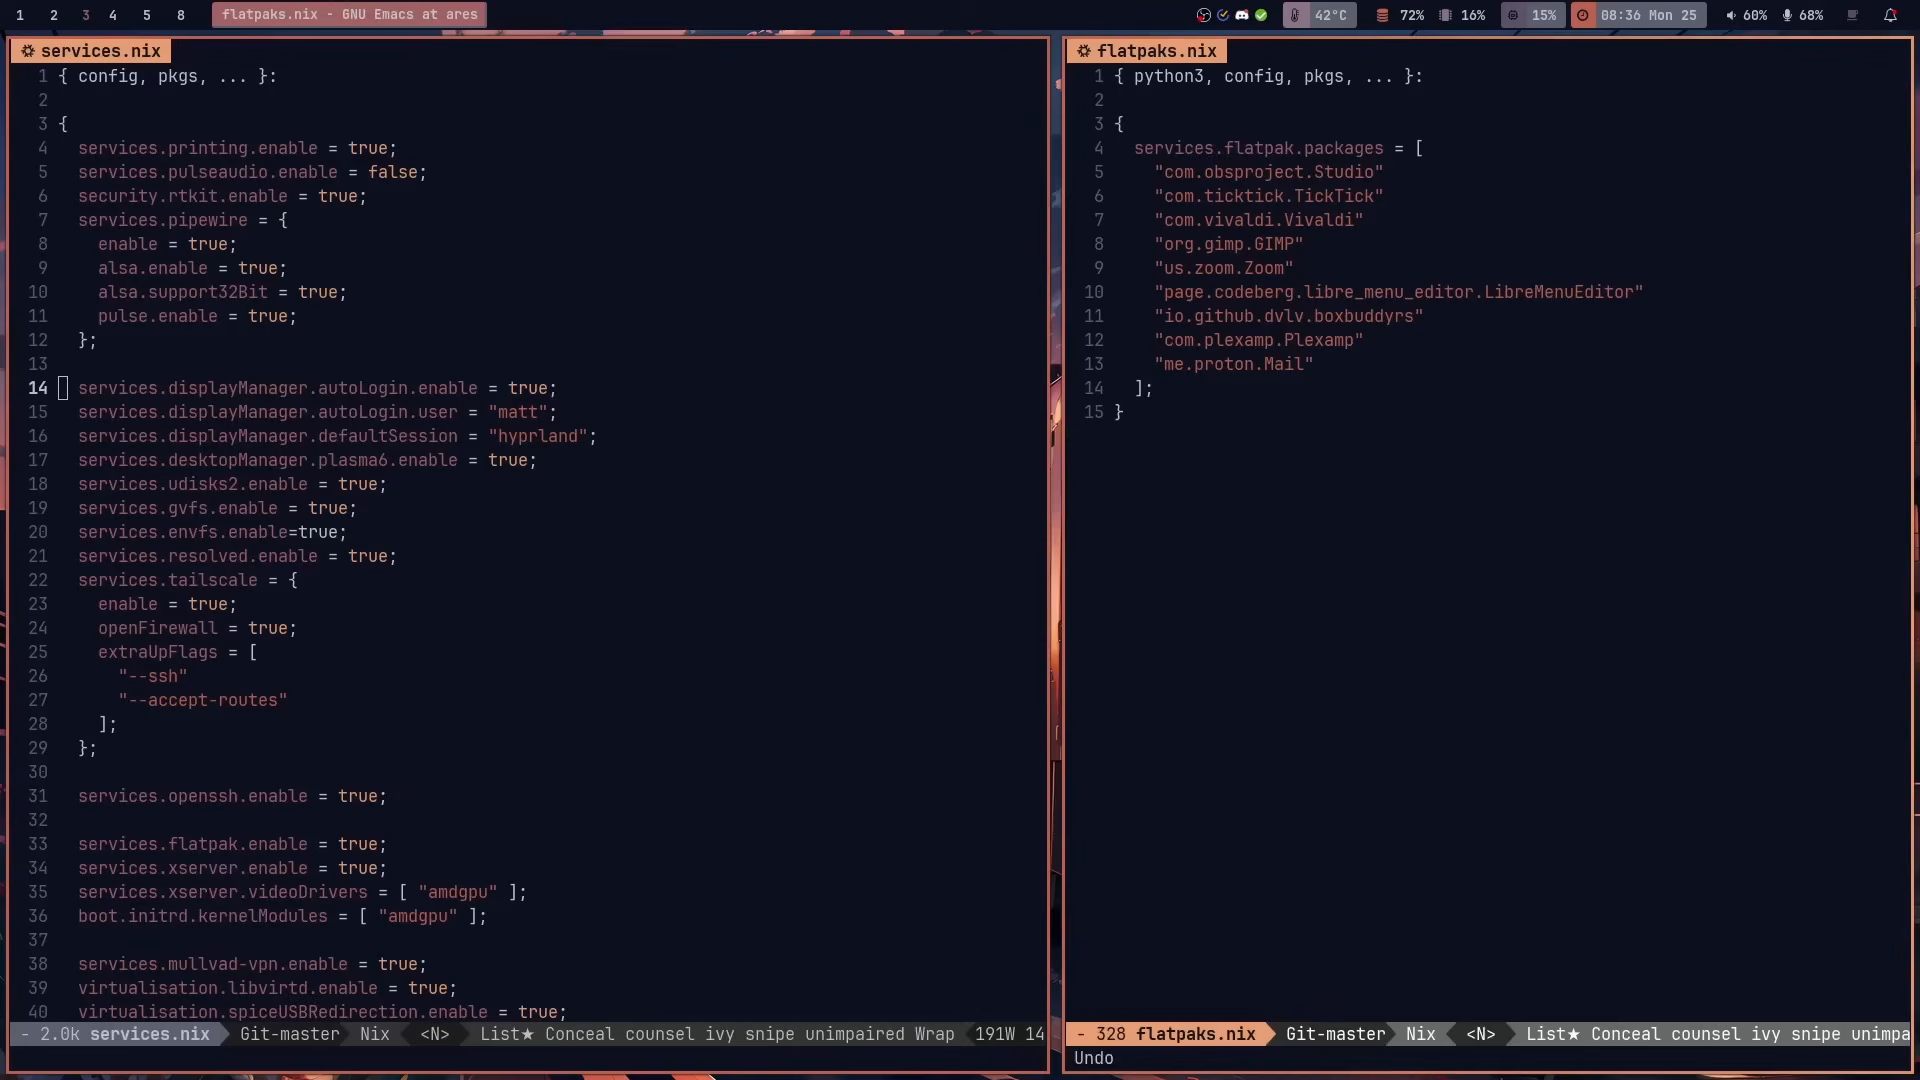 1 2 3 4 5 8 flatpaks.nix - GNU Emacs at ares 42°C 72% 16% 15% 08:36 Mon 25 60% 68%
services.nix
1 { config, pkgs, ... }:
2
3 {
4 services.printing.enable = true;
5 services.pulseaudio.enable = false;
6 security.rtkit.enable = true;
7 services.pipewire = {
8 enable = true;
9 alsa.enable = true;
10 alsa.support32Bit = true;
11 pulse.enable = true;
12 };
13
14 services.displayManager.autoLogin.enable = true;
15 services.displayManager.autoLogin.user = "matt";
16 services.displayManager.defaultSession = "hyprland";
17 services.desktopManager.plasma6.enable = true;
18 services.udisks2.enable = true;
19 services.gvfs.enable = true;
20 services.envfs.enable=true;
21 services.resolved.enable = true;
22 services.tailscale = {
23 enable = true;
24 openFirewall = true;
25 extraUpFlags = [
26 "--ssh"
27 "--accept-routes"
28 ];
29 };
30
31 services.openssh.enable = true;
32
33 services.flatpak.enable = true;
34 services.xserver.enable = true;
35 services.xserver.videoDrivers = [ "amdgpu" ];
36 boot.initrd.kernelModules = [ "amdgpu" ];
37
38 services.mullvad-vpn.enable = true;
39 virtualisation.libvirtd.enable = true;
40 virtualisation.spiceUSBRedirection.enable = true;
- 2.0k services.nix Git-master Nix <N> List★ Conceal counsel ivy snipe unimpaired Wrap 191W 14
flatpaks.nix
1 { python3, config, pkgs, ... }:
2
3 {
4 services.flatpak.packages = [
5 "com.obsproject.Studio"
6 "com.ticktick.TickTick"
7 "com.vivaldi.Vivaldi"
8 "org.gimp.GIMP"
9 "us.zoom.Zoom"
10 "page.codeberg.libre_menu_editor.LibreMenuEditor"
11 "io.github.dvlv.boxbuddyrs"
12 "com.plexamp.Plexamp"
13 "me.proton.Mail"
14 ];
15 }
- 328 flatpaks.nix Git-master Nix <N> List★ Conceal counsel ivy snipe unimpa
Undo